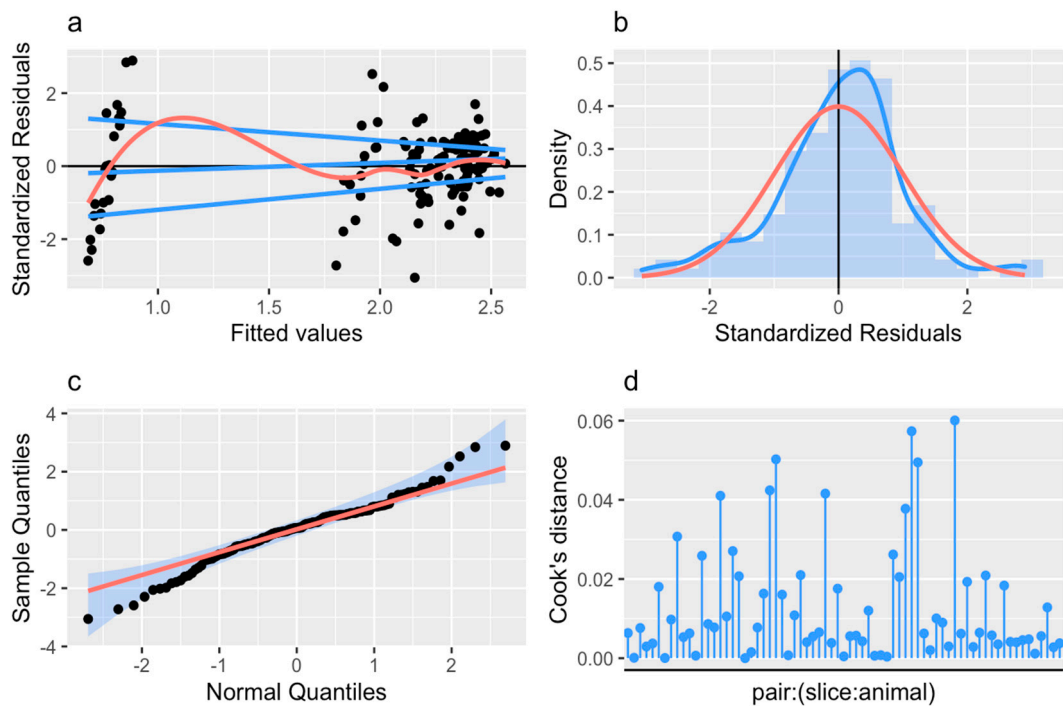 a
Standardized Residuals
2
0
-2
1.0 1.5 2.0 2.5
Fitted values
b
Density
0.5
0.4
0.3
0.2
0.1
0.0
-2 0 2
Standardized Residuals
c
Sample Quantiles
4
2
0
-2
-4
-2 -1 0 1 2
Normal Quantiles
d
Cook's distance
0.06
0.04
0.02
0.00
pair:(slice:animal)